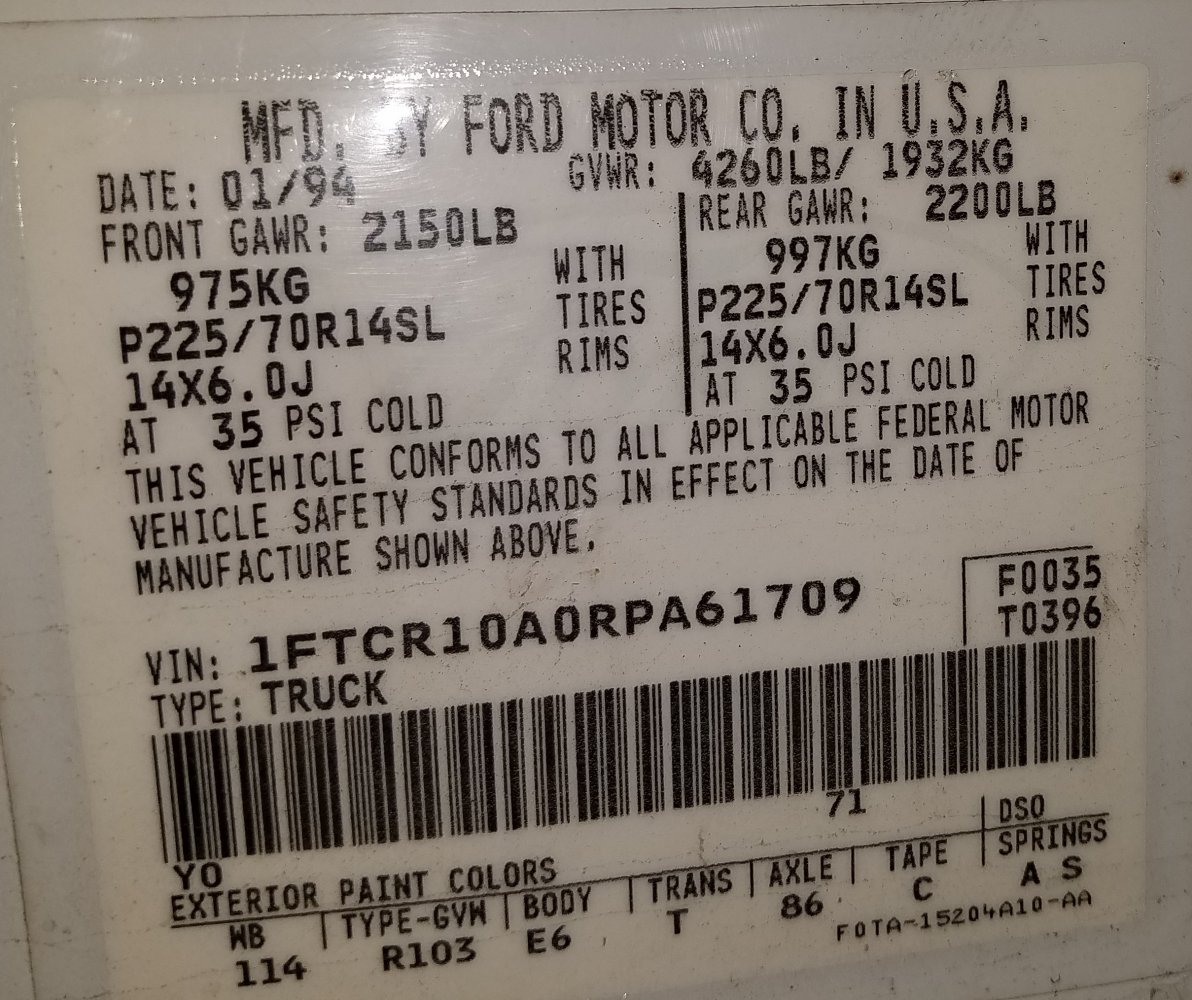 MFD. BY FORD MOTOR CO. IN U.S.A.
DATE: 01/94 GVWR: 4260LB/ 1932KG
FRONT GAWR: 2150LB REAR GAWR: 2200LB
975KG WITH 997KG WITH
P225/70R14SL TIRES P225/70R14SL TIRES
14X6.0J RIMS 14X6.0J RIMS
AT 35 PSI COLD AT 35 PSI COLD
THIS VEHICLE CONFORMS TO ALL APPLICABLE FEDERAL MOTOR
VEHICLE SAFETY STANDARDS IN EFFECT ON THE DATE OF
MANUFACTURE SHOWN ABOVE.
F0035
VIN: 1FTCR10A0RPA61709 T0396
TYPE: TRUCK
71
YO DSO
EXTERIOR PAINT COLORS
WB TYPE-GVW BODY TRANS AXLE TAPE SPRINGS
114 R103 E6 T 86 C A S
F0TA-15204A10-AA